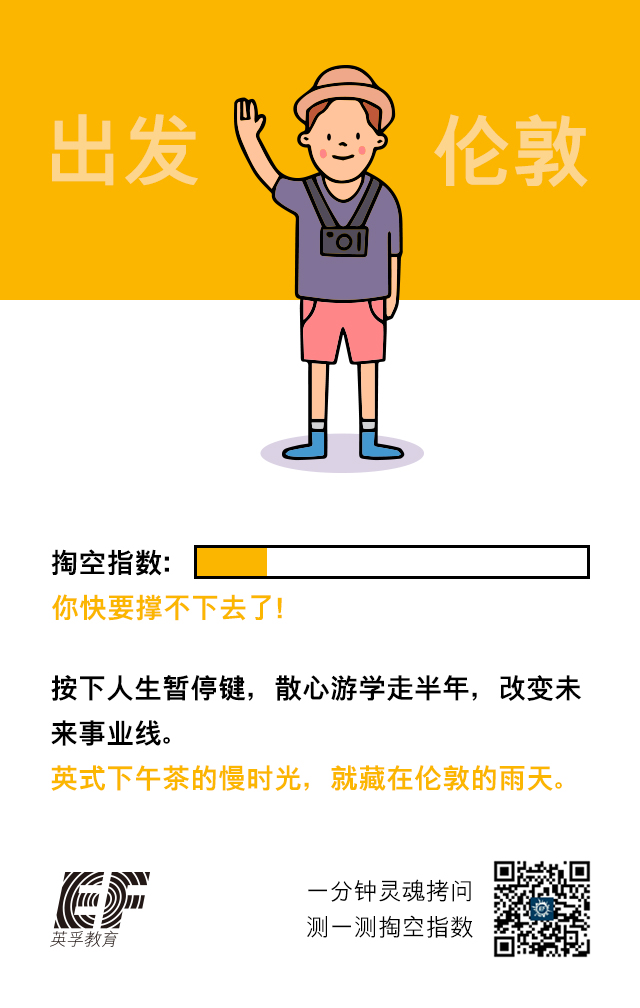 出发 伦敦
掏空指数:
你快要撑不下去了!
按下人生暂停键，散心游学走半年，改变未
来事业线。
英式下午茶的慢时光，就藏在伦敦的雨天。
EF
英孚教育
一分钟灵魂拷问
测一测掏空指数